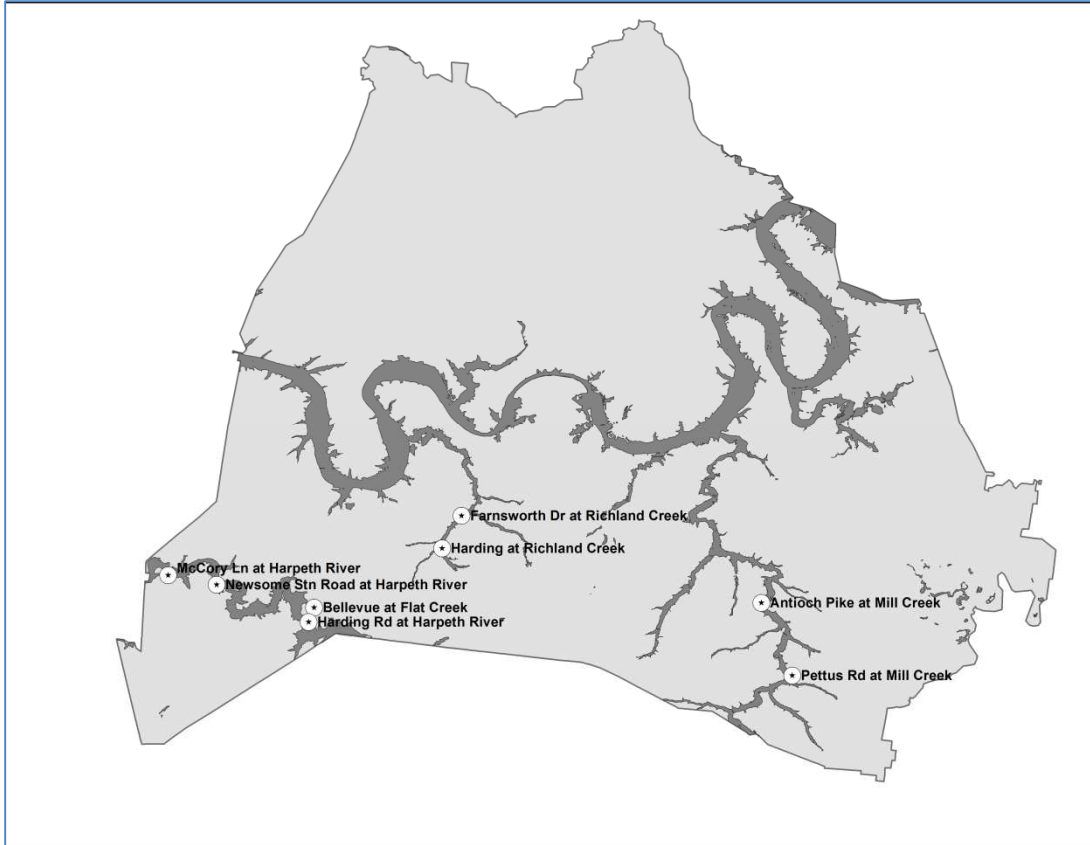 Farnsworth Dr at Richland Creek
Harding at Richland Creek
McCory Ln at Harpeth River
Newsome Stn Road at Harpeth River
Bellevue at Flat Creek
Harding Rd at Harpeth River
Antioch Pike at Mill Creek
Pettus Rd at Mill Creek